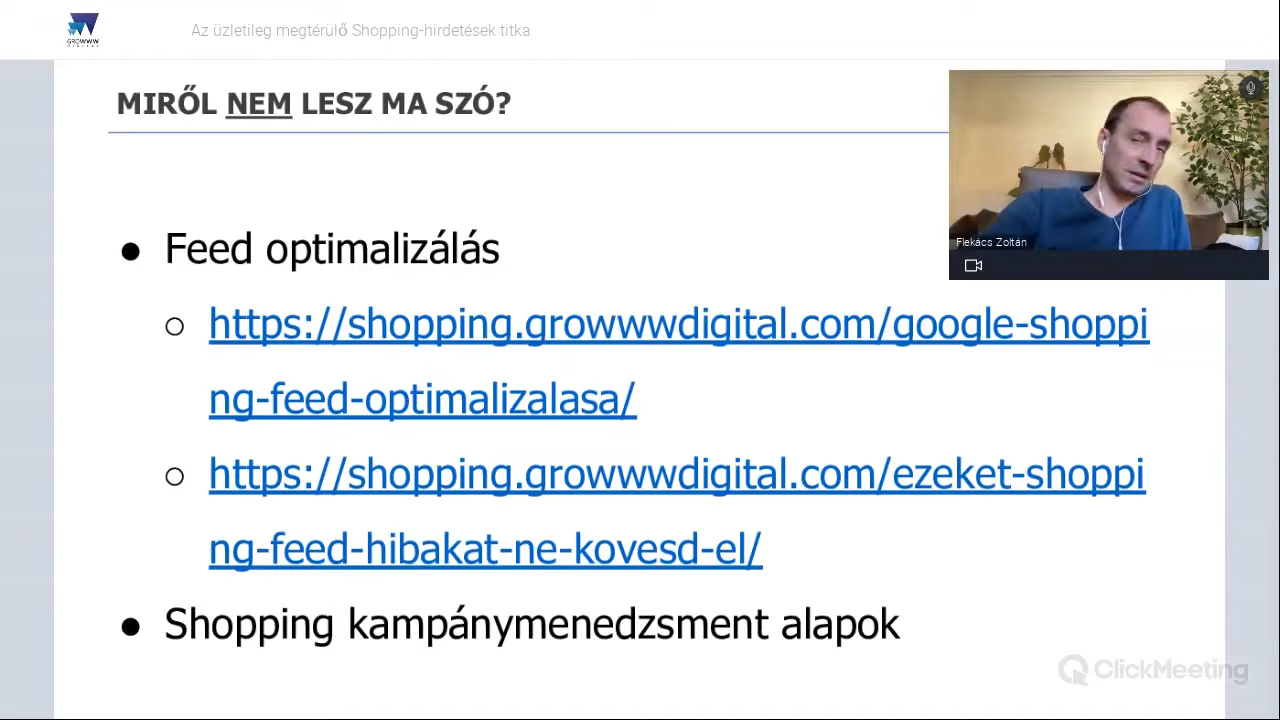 GROWWW
DIGITAL
Az üzletileg megtérülő Shopping-hirdetések titka
MIRŐL NEM LESZ MA SZÓ?
Flekács Zoltán
● Feed optimalizálás
○ https://shopping.growwwdigital.com/google-shoppi
ng-feed-optimalizalasa/
○ https://shopping.growwwdigital.com/ezeket-shoppi
ng-feed-hibakat-ne-kovesd-el/
● Shopping kampánymenedzsment alapok
ClickMeeting